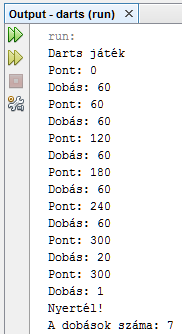 Output - darts (run)
run:
Darts játék
Pont: 0
Dobás: 60
Pont: 60
Dobás: 60
Pont: 120
Dobás: 60
Pont: 180
Dobás: 60
Pont: 240
Dobás: 60
Pont: 300
Dobás: 20
Pont: 300
Dobás: 1
Nyertél!
A dobások száma: 7